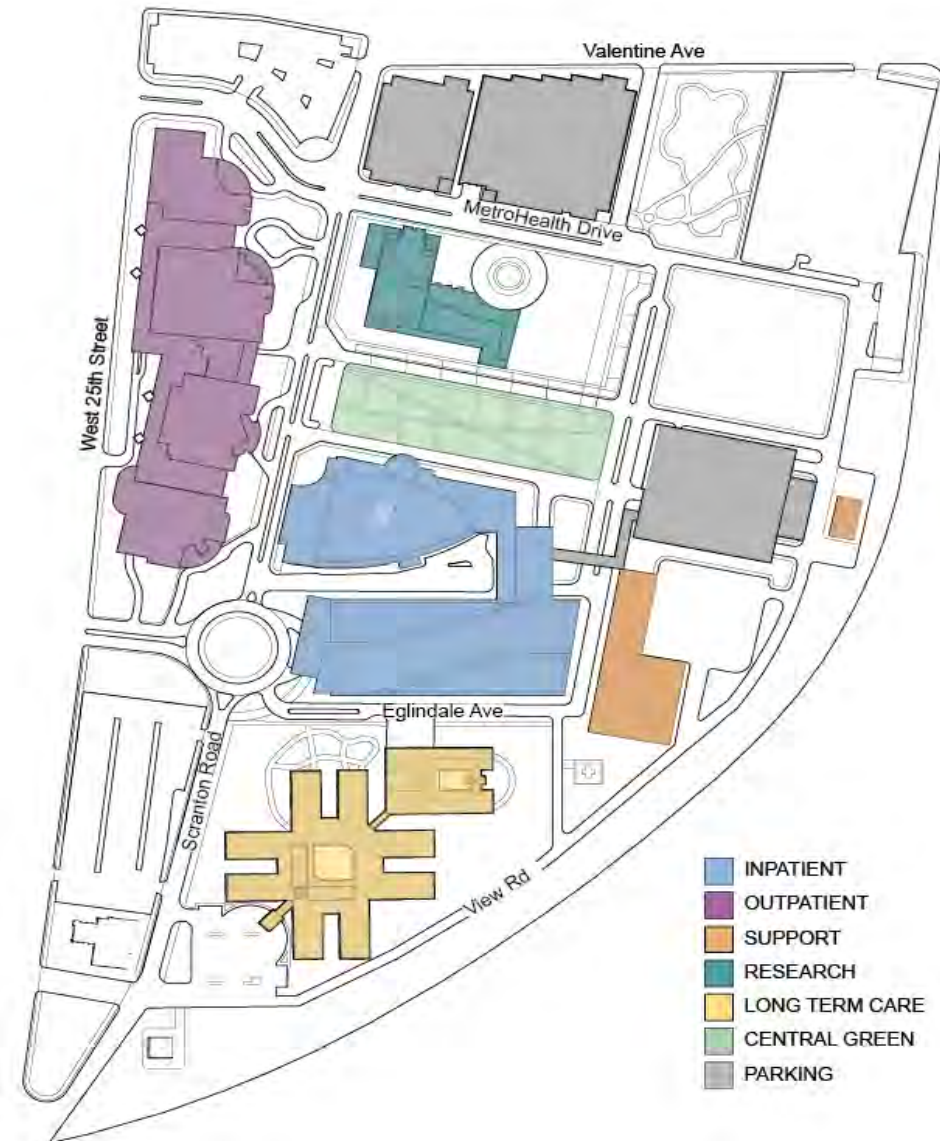 Valentine Ave
MetroHealth Drive
West 25th Street
Eglindale Ave
Scranton Road
View Rd
INPATIENT
OUTPATIENT
SUPPORT
RESEARCH
LONG TERM CARE
CENTRAL GREEN
PARKING